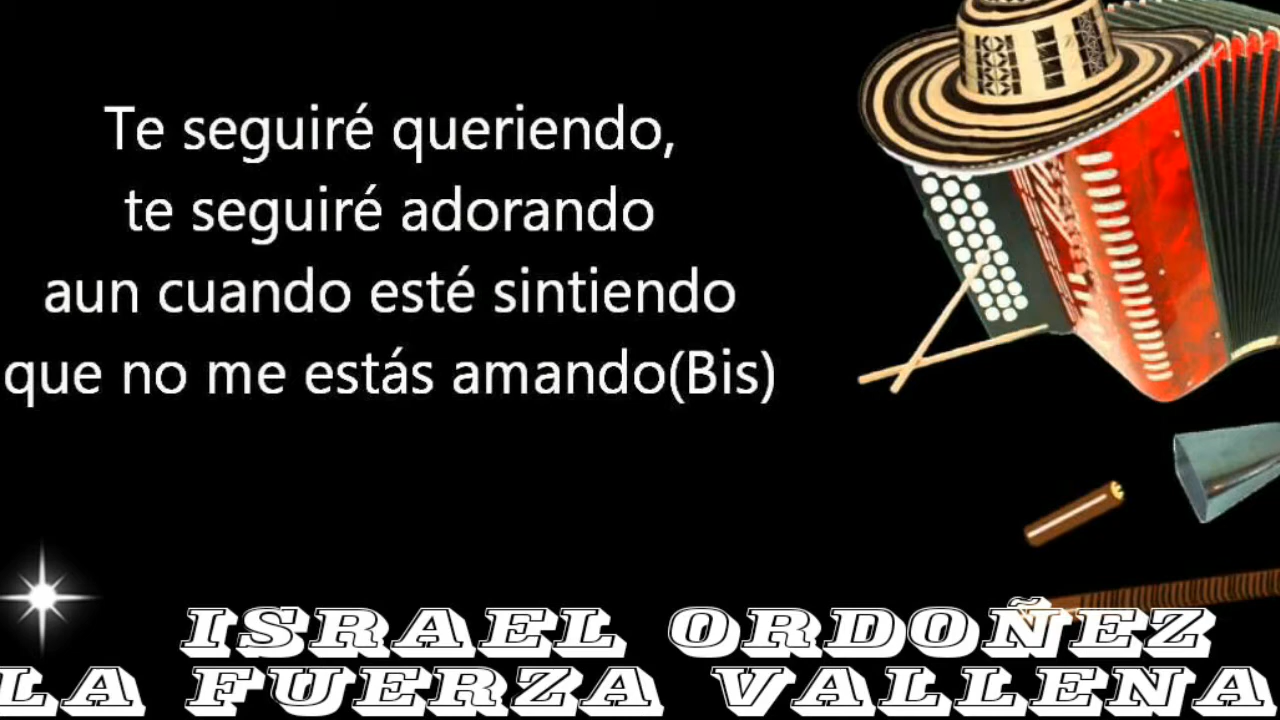 Te seguiré queriendo,
te seguiré adorando
aun cuando esté sintiendo
que no me estás amando(Bis)
ISRAEL ORDOÑEZ
LA FUERZA VALLENA